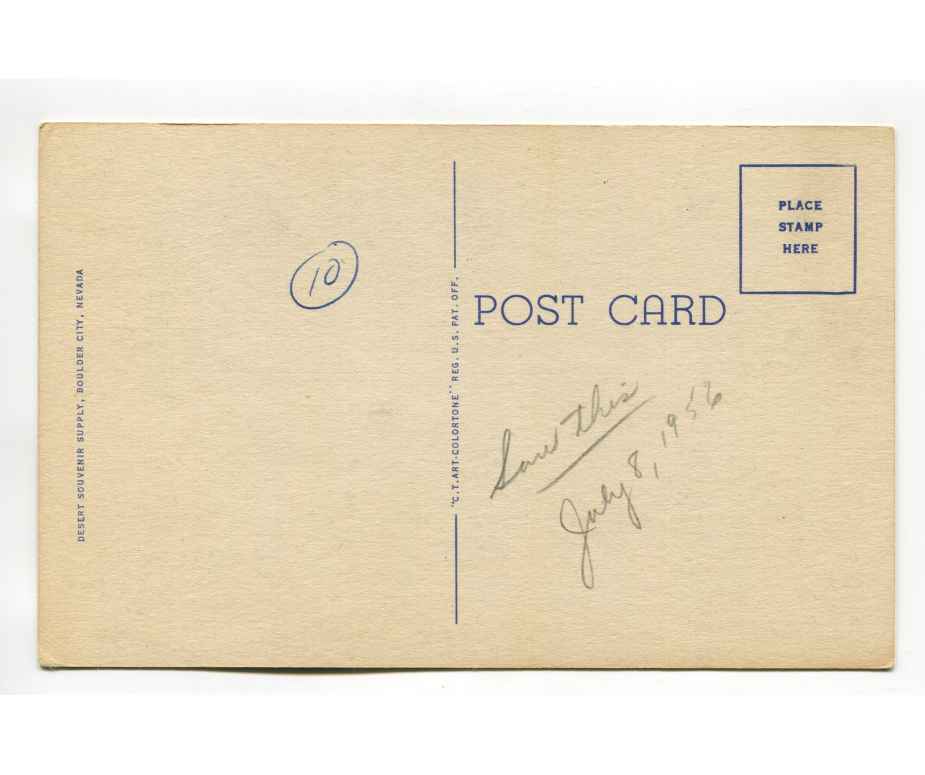 DESERT SOUVENIR SUPPLY, BOULDER CITY, NEVADA
10
"C.T. ART-COLORTONE" REG. U.S. PAT. OFF.
PLACE
STAMP
HERE
POST CARD
Saw this
July 8, 1956